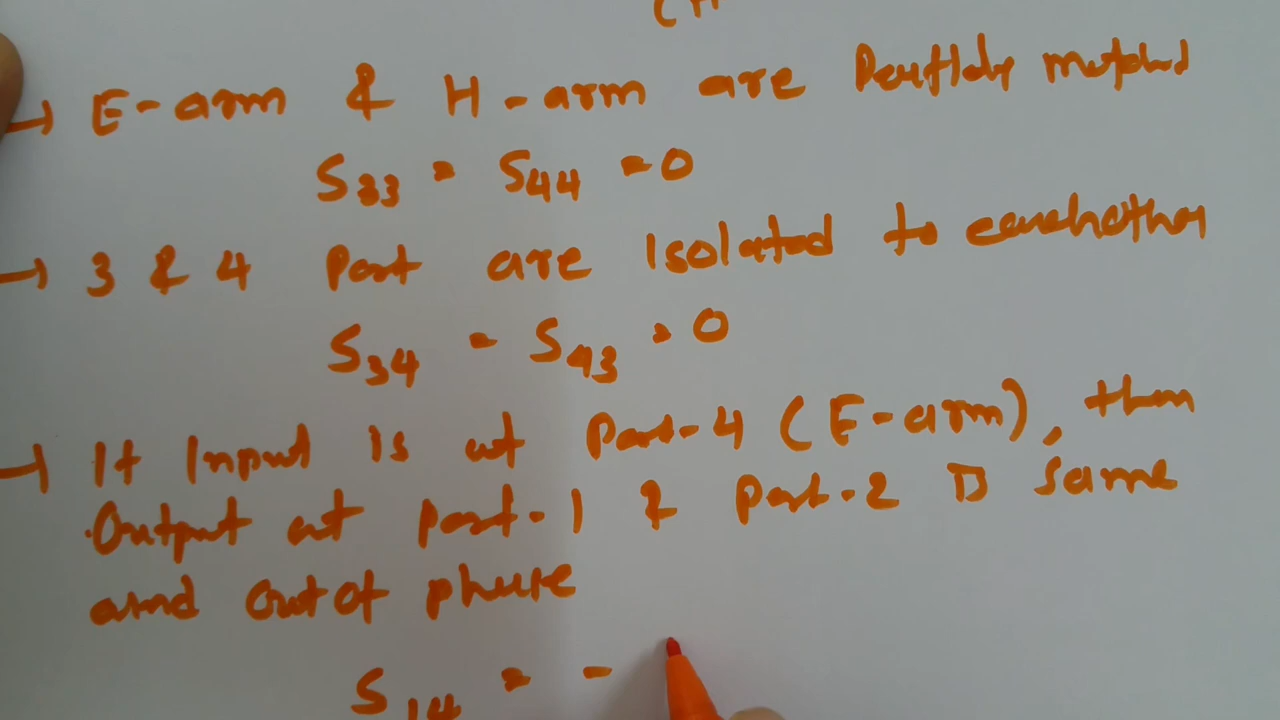 (H
→ E-arm & H-arm are Perfectly matched
S33 = S44 = 0
→ 3 & 4 Port are Isolated to eachother
S34 = S43 = 0
→ If Input is at Port-4 (E-arm), then
Output at port-1 & Port-2 is same
and out of phase
S14 = -